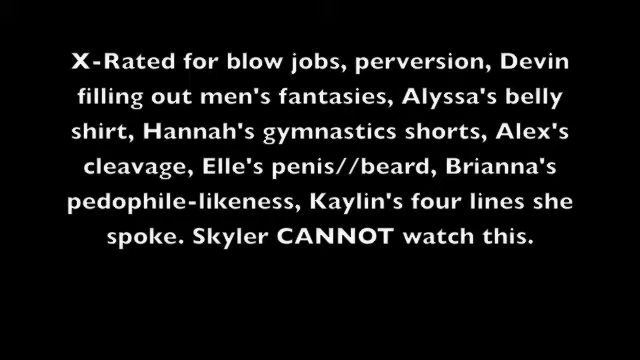 X-Rated for blow jobs, perversion, Devin
filling out men's fantasies, Alyssa's belly
shirt, Hannah's gymnastics shorts, Alex's
cleavage, Elle's penis//beard, Brianna's
pedophile-likeness, Kaylin's four lines she
spoke. Skyler CANNOT watch this.